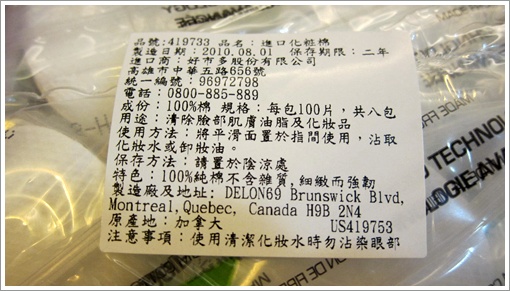 品號:419733 品名:進口化粧棉
製造日期:2010.08.01 保存期限:二年
進口商:好市多股份有限公司
高雄市中華五路656號
統一編號:96972798
電話:0800-885-889
成份:100%棉 規格:每包100片,共八包
用途:清除臉部肌膚油脂及化妝品
使用方法:將平滑面置於指間使用,沾取
化妝水或卸妝油。
保存方法:請置於陰涼處
特色:100%純棉不含雜質,細緻而強韌
製造廠及地址:DELON69 Brunswick Blvd,
Montreal,Quebec, Canada H9B 2N4
原產地:加拿大 US419753
注意事項:使用清潔化妝水時勿沾染眼部
TECHNOLOGY